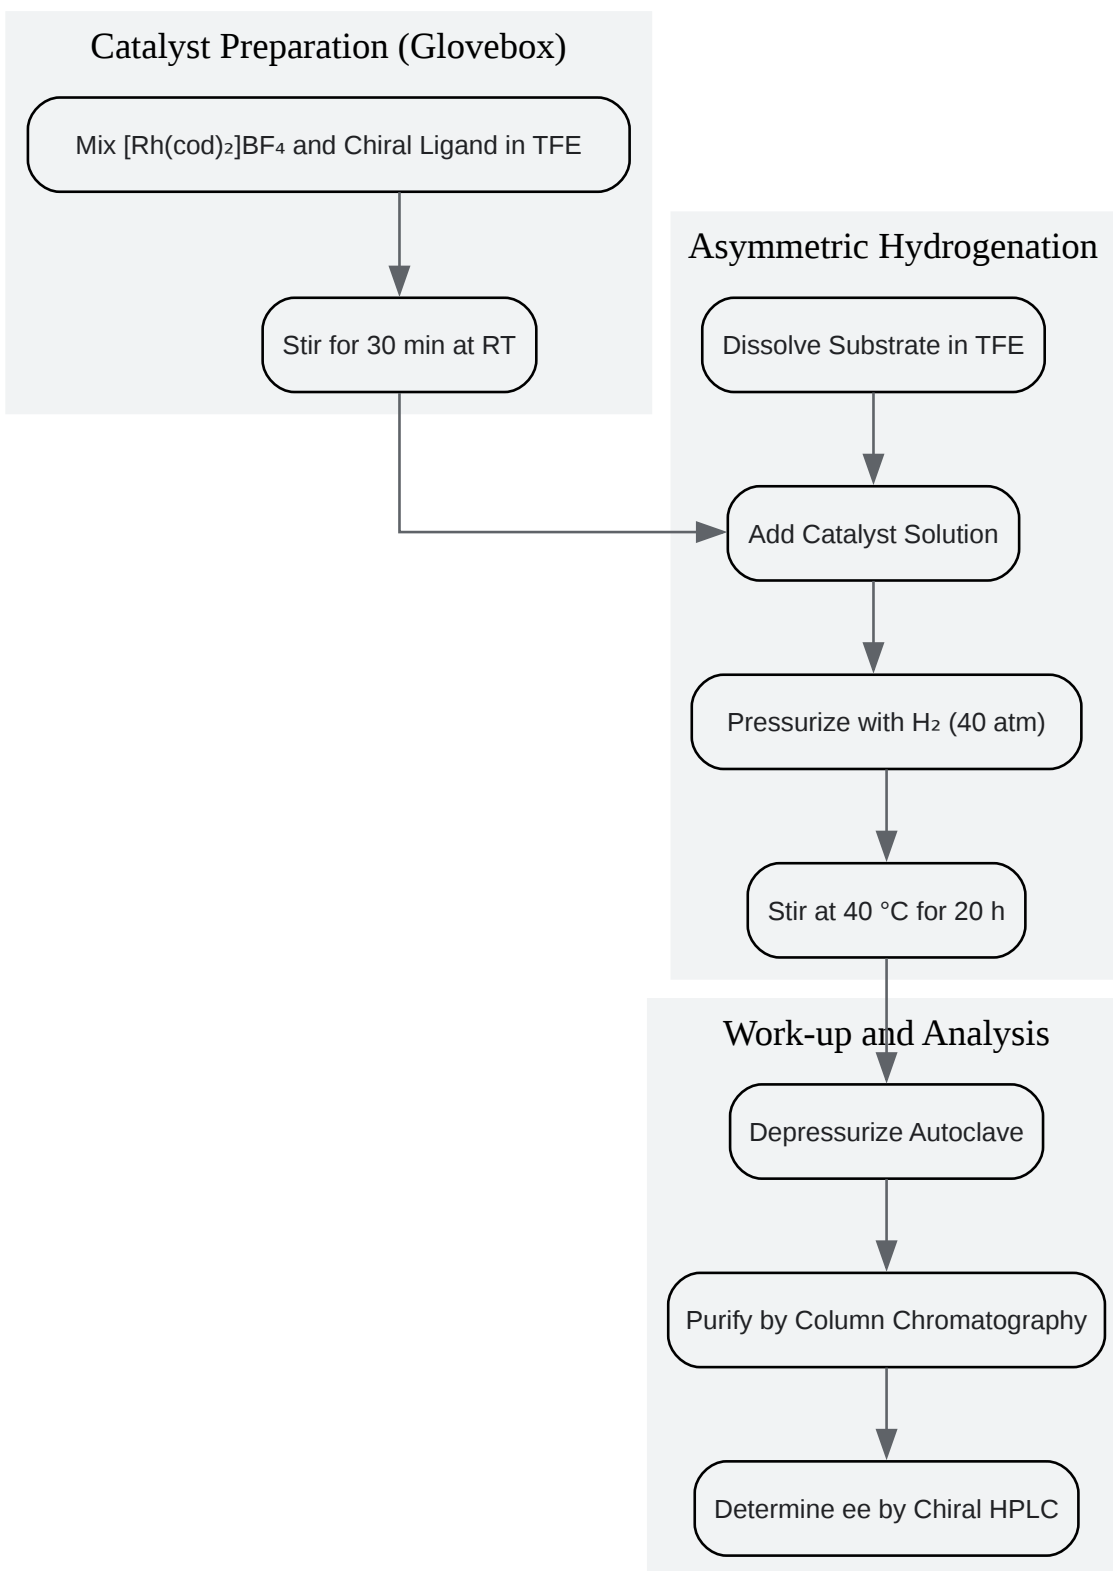 Catalyst Preparation (Glovebox)
Mix [Rh(cod)₂]BF₄ and Chiral Ligand in TFE
Stir for 30 min at RT
Asymmetric Hydrogenation
Dissolve Substrate in TFE
Add Catalyst Solution
Pressurize with H₂ (40 atm)
Stir at 40 °C for 20 h
Work-up and Analysis
Depressurize Autoclave
Purify by Column Chromatography
Determine ee by Chiral HPLC